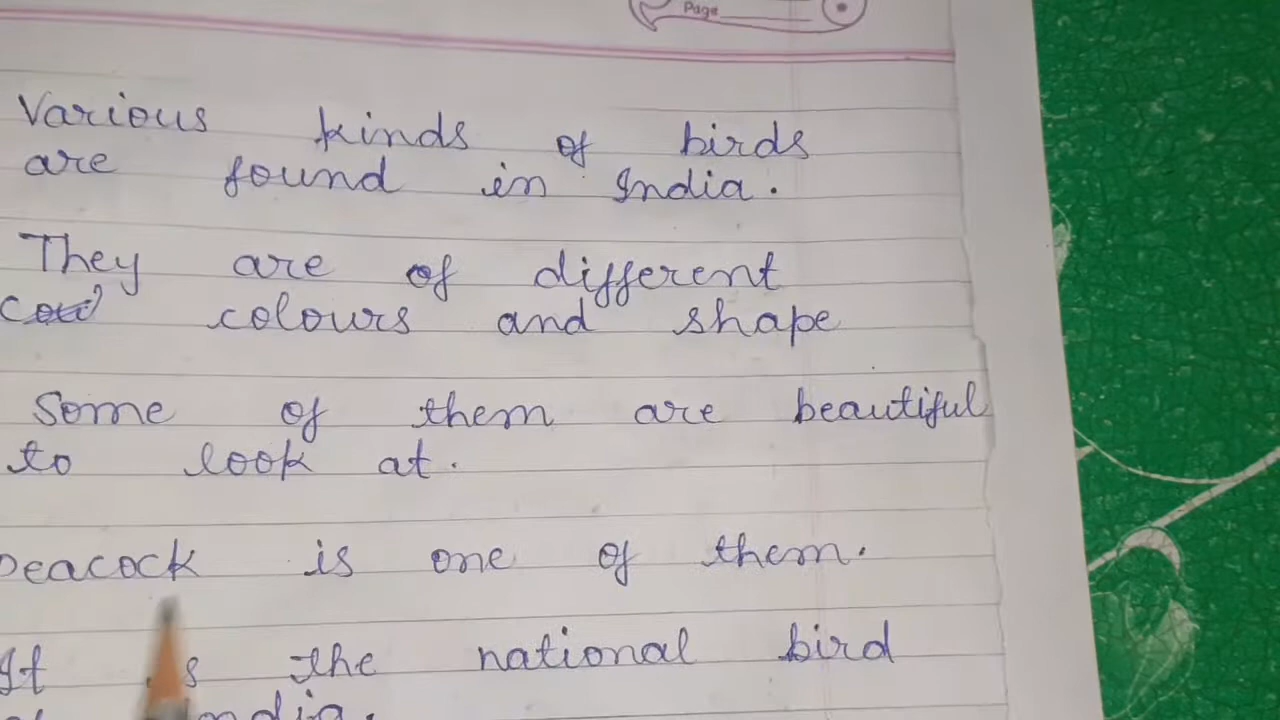 Page
Various kinds of birds
are found in India.
They are of different
colours and shape
Some of them are beautiful
to look at.
Peacock is one of them.
It is the national bird